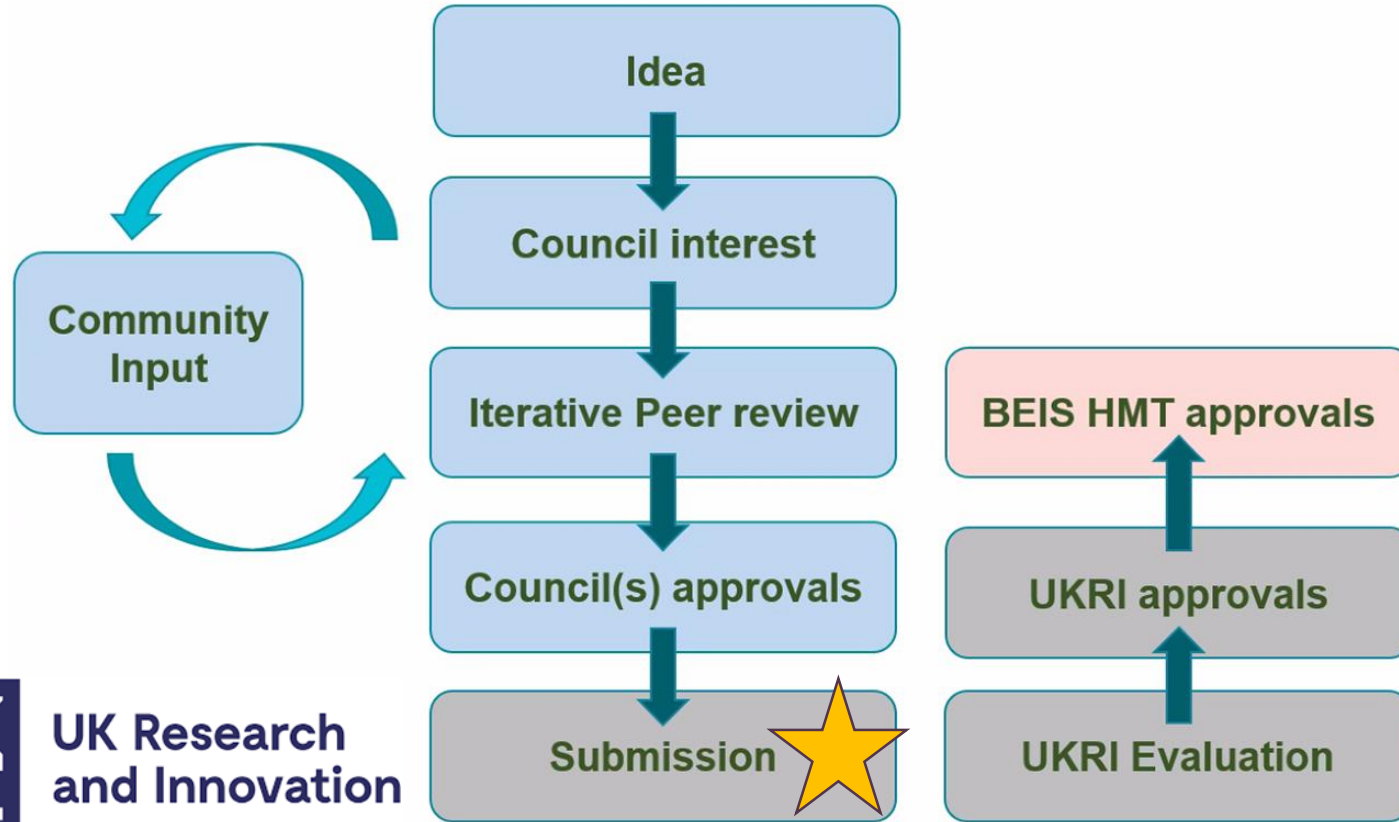 Idea
Council interest
Community
Input
Iterative Peer review
BEIS HMT approvals
Council(s) approvals
UKRI approvals
Submission
UKRI Evaluation
UK Research
and Innovation